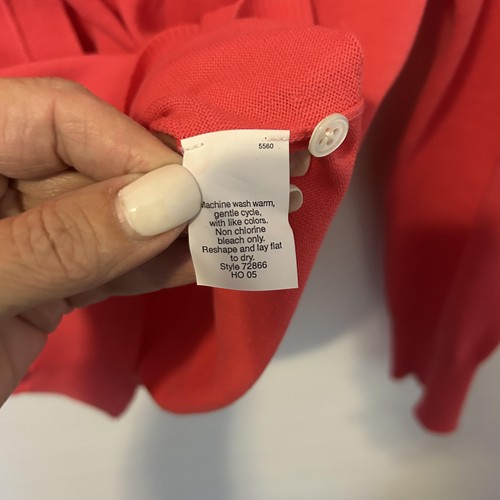 5560
Machine wash warm,
gentle cycle,
with like colors.
Non chlorine
bleach only.
Reshape and lay flat
to dry.
Style 72866
HO 05